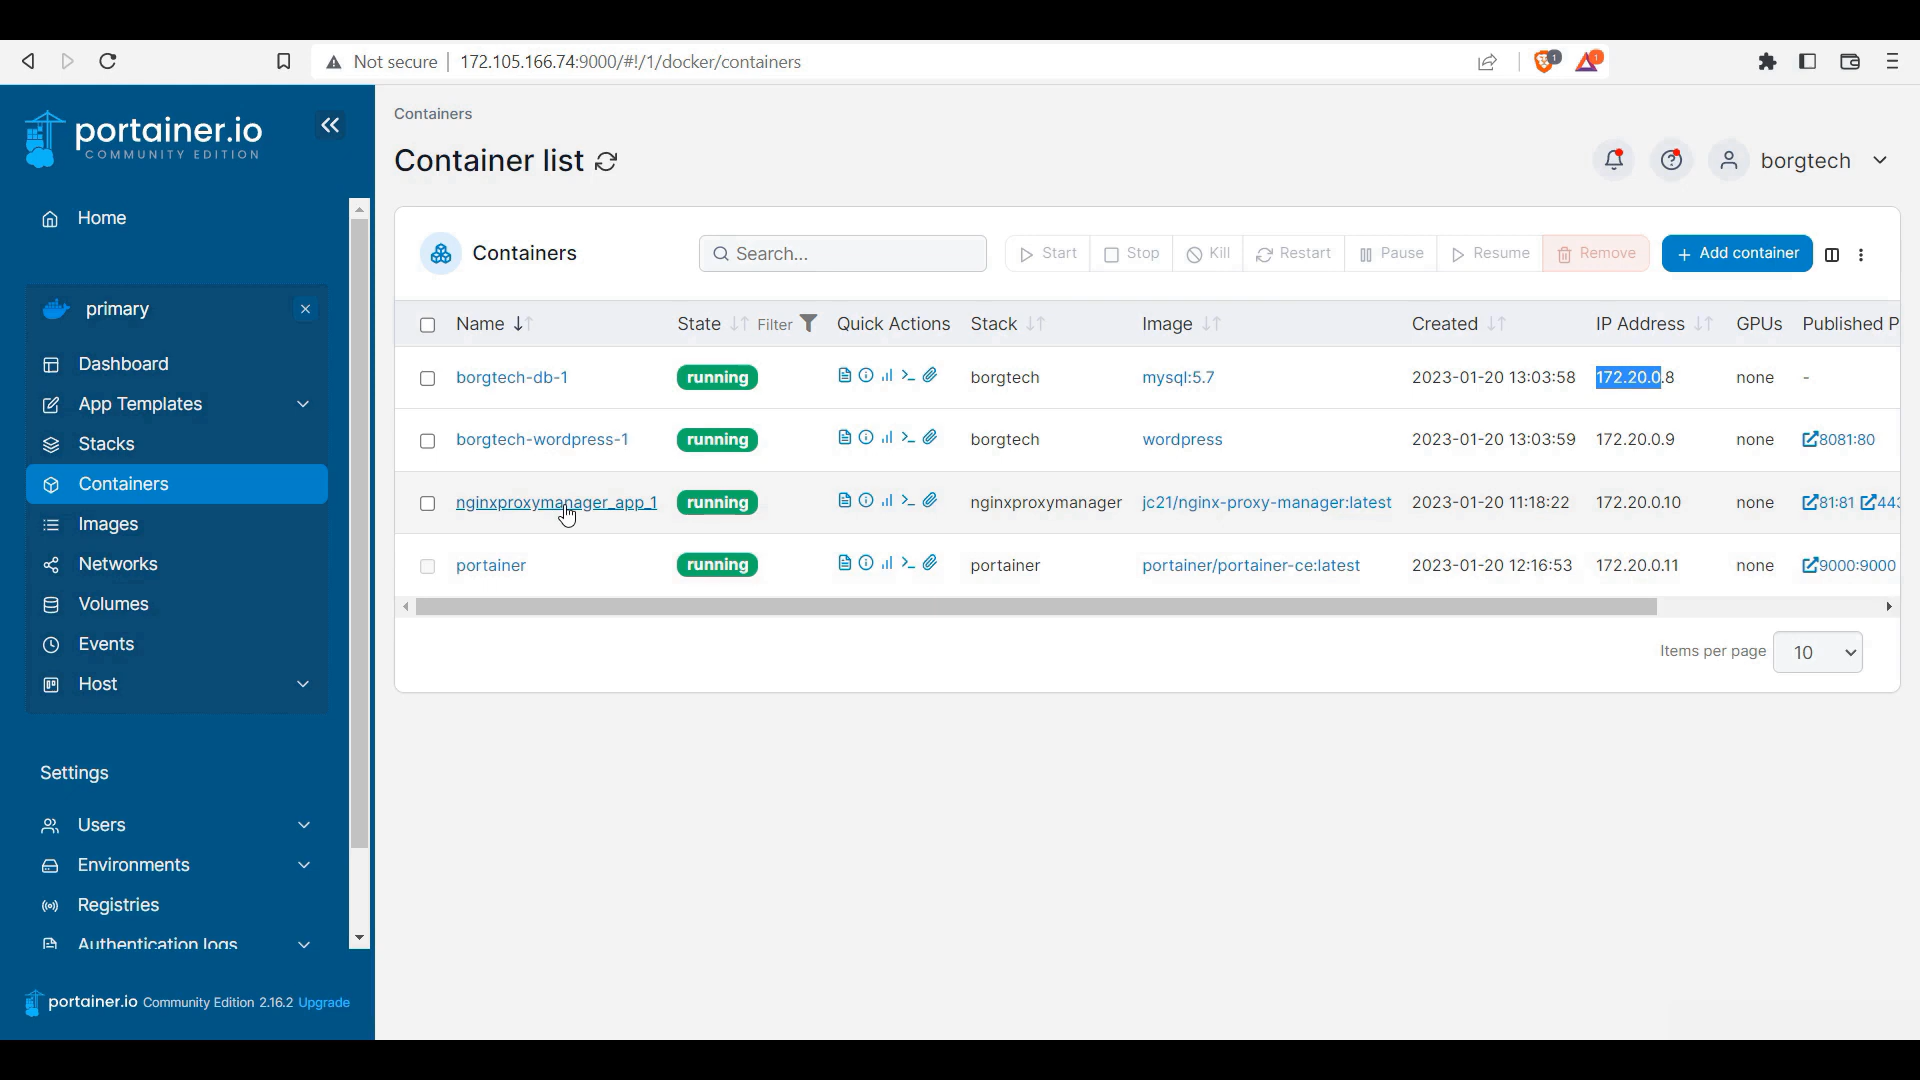 Not secure 172.105.166.74:9000/#!/1/docker/containers 1 1
portainer.io
COMMUNITY EDITION
Home
primary
Dashboard
App Templates
Stacks
Containers
Images
Networks
Volumes
Events
Host
Settings
Users
Environments
Registries
Authentication logs
portainer.io Community Edition 2.16.2 Upgrade
Containers
Container list
borgtech
Containers Search... Start Stop Kill Restart Pause Resume Remove + Add container
Name State Filter Quick Actions Stack Image Created IP Address GPUs Published P
borgtech-db-1 running borgtech mysql:5.7 2023-01-20 13:03:58 172.20.0.8 none -
borgtech-wordpress-1 running borgtech wordpress 2023-01-20 13:03:59 172.20.0.9 none 8081:80
nginxproxymanager_app_1 running nginxproxymanager jc21/nginx-proxy-manager:latest 2023-01-20 11:18:22 172.20.0.10 none 81:81 443
portainer running portainer portainer/portainer-ce:latest 2023-01-20 12:16:53 172.20.0.11 none 9000:9000
Items per page 10